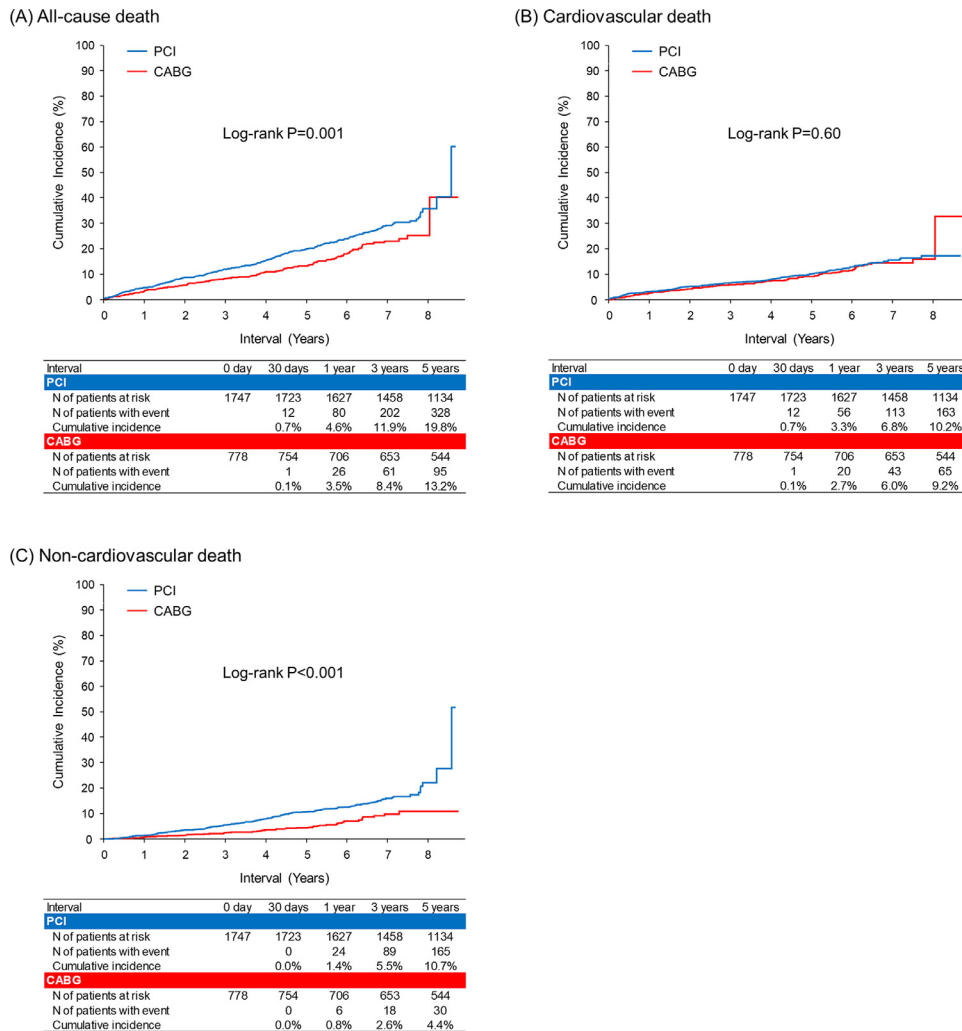 (A) All-cause death
100
90
80
70
60
50
40
30
20
10
0
Cumulative Incidence (%)
PCI
CABG
Log-rank P=0.001
0 1 2 3 4 5 6 7 8
Interval (Years)
Interval 0 day 30 days 1 year 3 years 5 years
PCI
N of patients at risk 1747 1723 1627 1458 1134
N of patients with event 12 80 202 328
Cumulative incidence 0.7% 4.6% 11.9% 19.8%
CABG
N of patients at risk 778 754 706 653 544
N of patients with event 1 26 61 95
Cumulative incidence 0.1% 3.5% 8.4% 13.2%
(B) Cardiovascular death
100
90
80
70
60
50
40
30
20
10
0
Cumulative Incidence (%)
PCI
CABG
Log-rank P=0.60
0 1 2 3 4 5 6 7 8
Interval (Years)
Interval 0 day 30 days 1 year 3 years 5 years
PCI
N of patients at risk 1747 1723 1627 1458 1134
N of patients with event 12 56 113 163
Cumulative incidence 0.7% 3.3% 6.8% 10.2%
CABG
N of patients at risk 778 754 706 653 544
N of patients with event 1 20 43 65
Cumulative incidence 0.1% 2.7% 6.0% 9.2%
(C) Non-cardiovascular death
100
90
80
70
60
50
40
30
20
10
0
Cumulative Incidence (%)
PCI
CABG
Log-rank P<0.001
0 1 2 3 4 5 6 7 8
Interval (Years)
Interval 0 day 30 days 1 year 3 years 5 years
PCI
N of patients at risk 1747 1723 1627 1458 1134
N of patients with event 0 24 89 165
Cumulative incidence 0.0% 1.4% 5.5% 10.7%
CABG
N of patients at risk 778 754 706 653 544
N of patients with event 0 6 18 30
Cumulative incidence 0.0% 0.8% 2.6% 4.4%